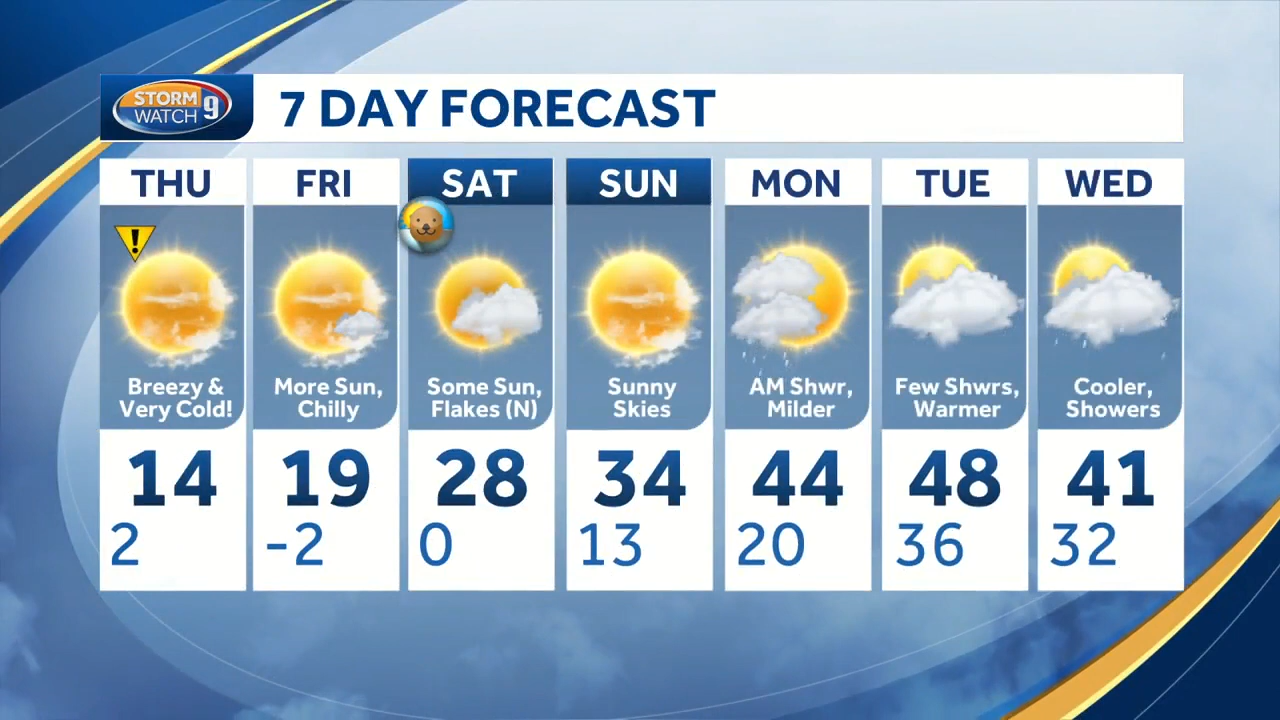 STORM
WATCH 9
7 DAY FORECAST
THU
FRI
SAT
SUN
MON
TUE
WED
!
Breezy &
Very Cold!
More Sun,
Chilly
Some Sun,
Flakes (N)
Sunny
Skies
AM Shwr,
Milder
Few Shwrs,
Warmer
Cooler,
Showers
14
19
28
34
44
48
41
2
-2
0
13
20
36
32